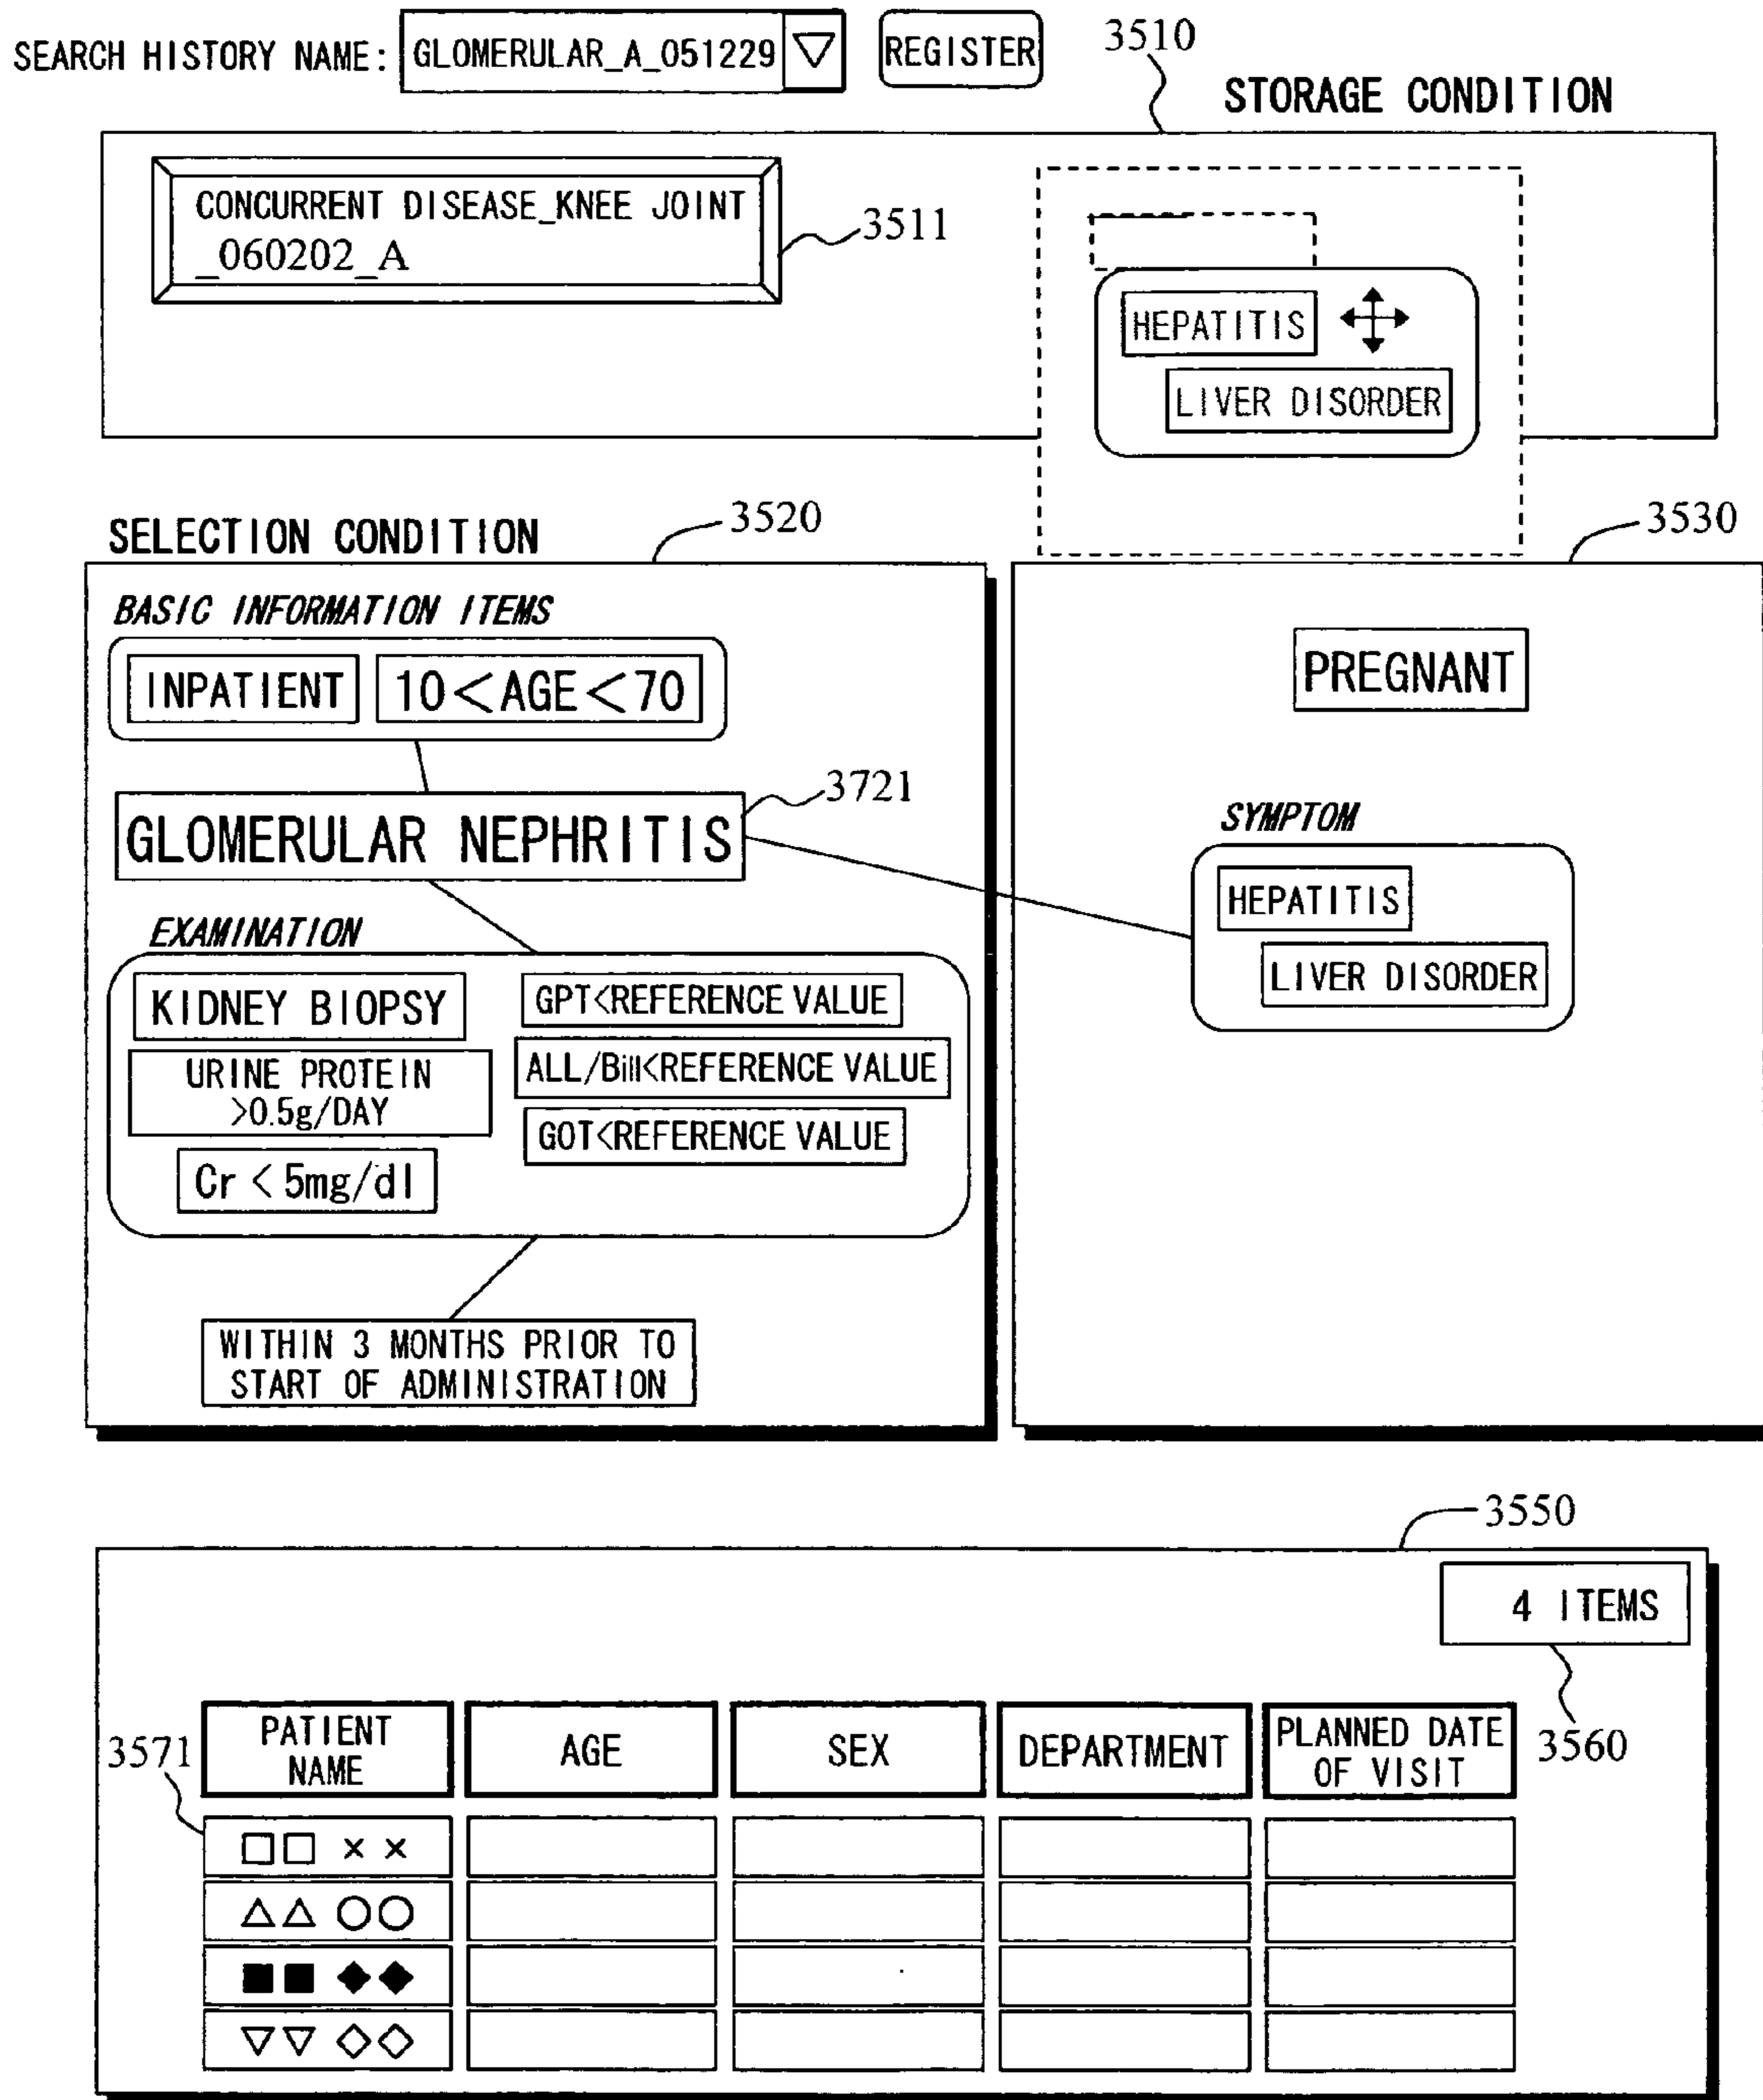 SEARCH HISTORY NAME: GLOMERULAR_A_051229 REGISTER
3510
STORAGE CONDITION
CONCURRENT DISEASE_KNEE JOINT
_060202_A
3511
HEPATITIS
LIVER DISORDER
SELECTION CONDITION
3520
3530
BASIC INFORMATION ITEMS
INPATIENT
10<AGE<70
PREGNANT
3721
GLOMERULAR NEPHRITIS
SYMPTOM
HEPATITIS
LIVER DISORDER
EXAMINATION
KIDNEY BIOPSY
URINE PROTEIN
>0.5g/DAY
Cr<5mg/dl
GPT<REFERENCE VALUE
ALL/Bill<REFERENCE VALUE
GOT<REFERENCE VALUE
WITHIN 3 MONTHS PRIOR TO
START OF ADMINISTRATION
3550
4 ITEMS
3560
3571
PATIENT
NAME
AGE
SEX
DEPARTMENT
PLANNED DATE
OF VISIT
□□ ××
△△ ○○
■■ ◆◆
▽▽ ◇◇